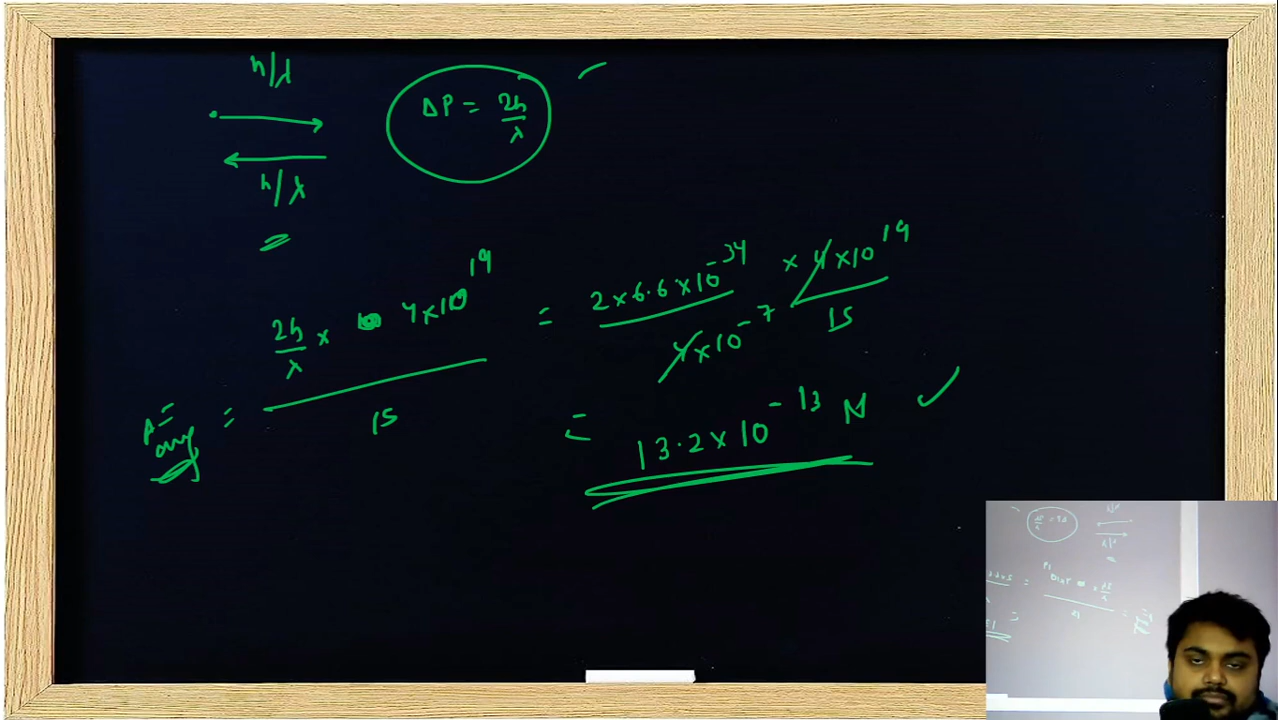 h/λ
ΔP = 2h/λ
h/λ
2h/λ × 4×10^19 = 2×6.6×10^-34 × 4×10^19
4×10^-7
15
= 15
= 13.2×10^-13 N ✓